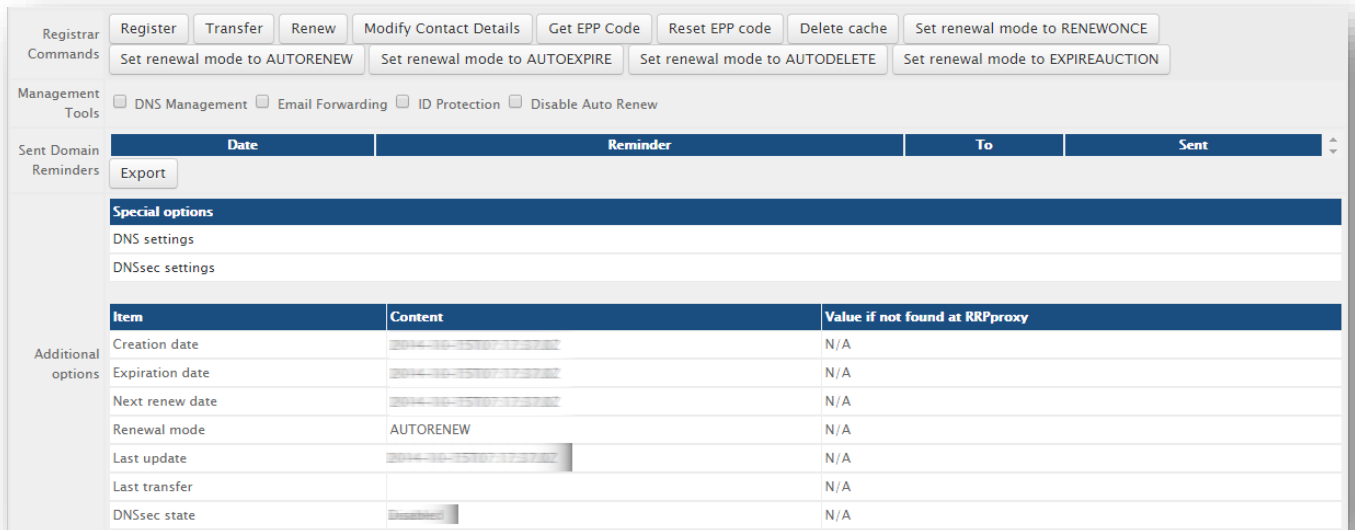 Registrar Commands
Register Transfer Renew Modify Contact Details Get EPP Code Reset EPP code Delete cache Set renewal mode to RENEWONCE
Set renewal mode to AUTORENEW Set renewal mode to AUTOEXPIRE Set renewal mode to AUTODELETE Set renewal mode to EXPIREAUCTION
Management Tools
DNS Management Email Forwarding ID Protection Disable Auto Renew
Sent Domain Reminders
Date Reminder To Sent
Export
Additional options
Special options
DNS settings
DNSsec settings
Item Content Value if not found at RRPproxy
Creation date N/A
Expiration date N/A
Next renew date N/A
Renewal mode AUTORENEW N/A
Last update N/A
Last transfer N/A
DNSsec state N/A